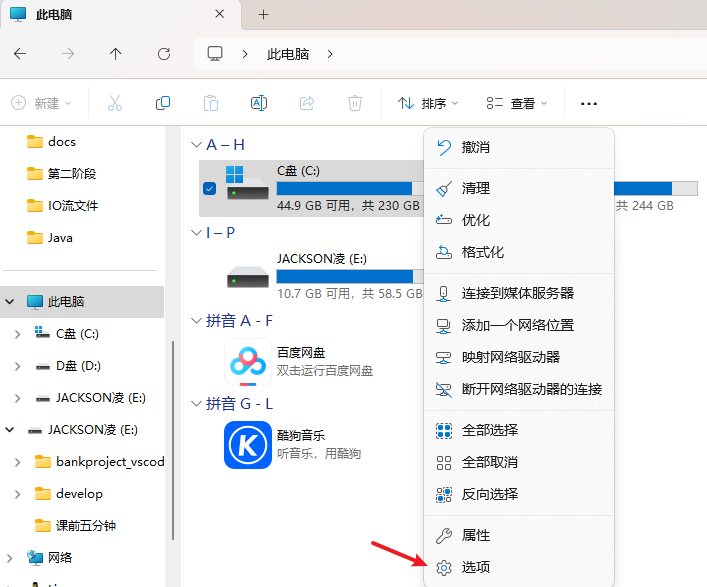 此电脑
此电脑
新建
排序
查看
docs
第二阶段
IO流文件
Java
此电脑
C盘 (C:)
D盘 (D:)
JACKSON凌 (E:)
JACKSON凌 (E:)
bankproject_vscod
develop
课前五分钟
网络
A – H
C盘 (C:)
44.9 GB 可用，共 230 GB
共 244 GB
I – P
JACKSON凌 (E:)
10.7 GB 可用，共 58.5 GB
拼音 A - F
百度网盘
双击运行百度网盘
拼音 G - L
酷狗音乐
听音乐，用酷狗
撤消
清理
优化
格式化
连接到媒体服务器
添加一个网络位置
映射网络驱动器
断开网络驱动器的连接
全部选择
全部取消
反向选择
属性
选项